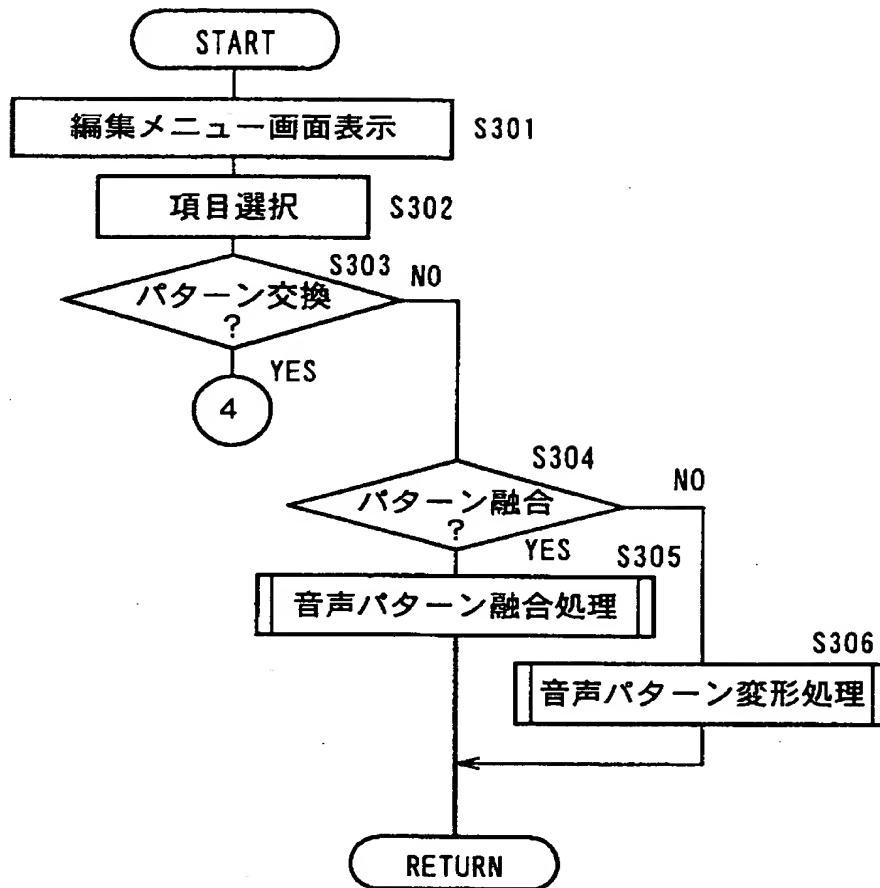 START
編集メニュー画面表示
S301
項目選択
S302
S303
パターン交換
?
NO
YES
4
S304
パターン融合
?
NO
YES
S305
音声パターン融合処理
S306
音声パターン変形処理
RETURN